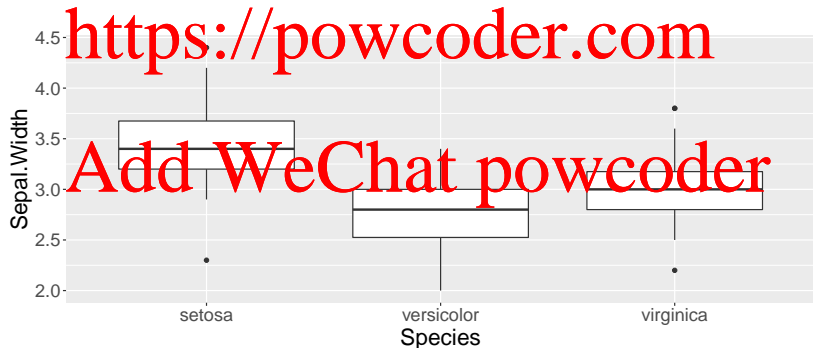 https://powcoder.com
4.5
4.0
Add WeChat powcoder
3.5
3.0
2.5
2.0
Sepal.Width
setosa versicolor virginica
Species